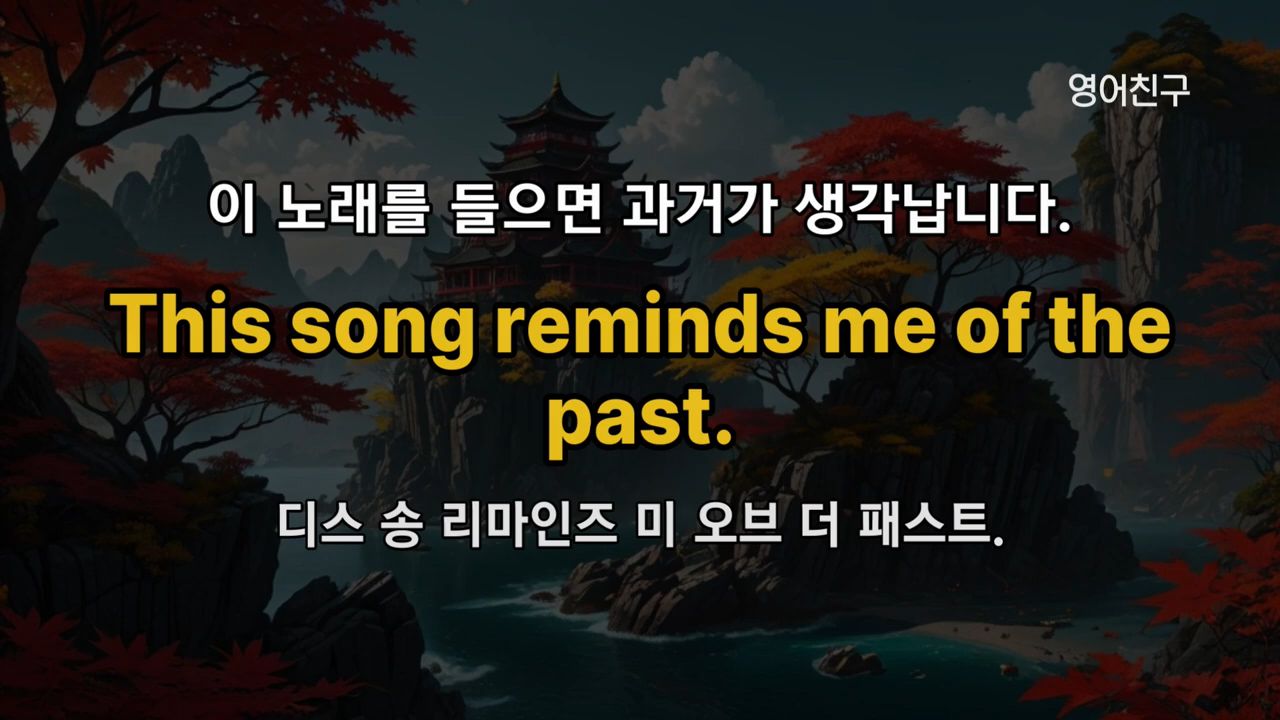 영어친구
이 노래를 들으면 과거가 생각납니다.
This song reminds me of the
past.
디스 송 리마인즈 미 오브 더 패스트.